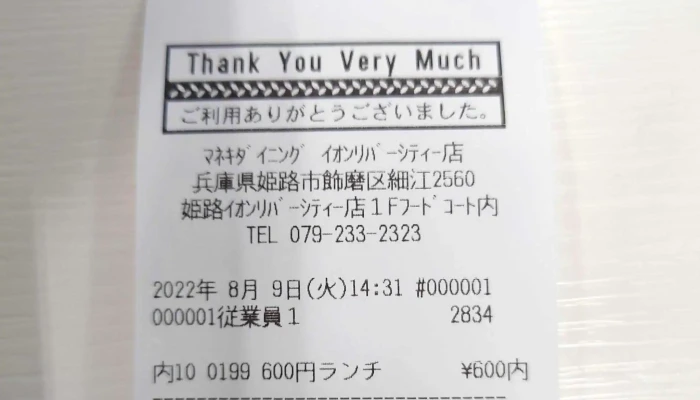 Thank You Very Much
ご利用ありがとうございました。
ﾏﾈｷﾀﾞｲﾆﾝｸﾞ ｲｵﾝﾘﾊﾞｰｼﾃｨｰ店
兵庫県姫路市飾磨区細江2560
姫路ｲｵﾝﾘﾊﾞｰｼﾃｨｰ店１Fﾌｰﾄﾞｺｰﾄ内
TEL 079-233-2323
2022年 8月 9日(火)14:31 #000001
000001従業員１ 2834
内10 0199 600円ランチ ¥600内